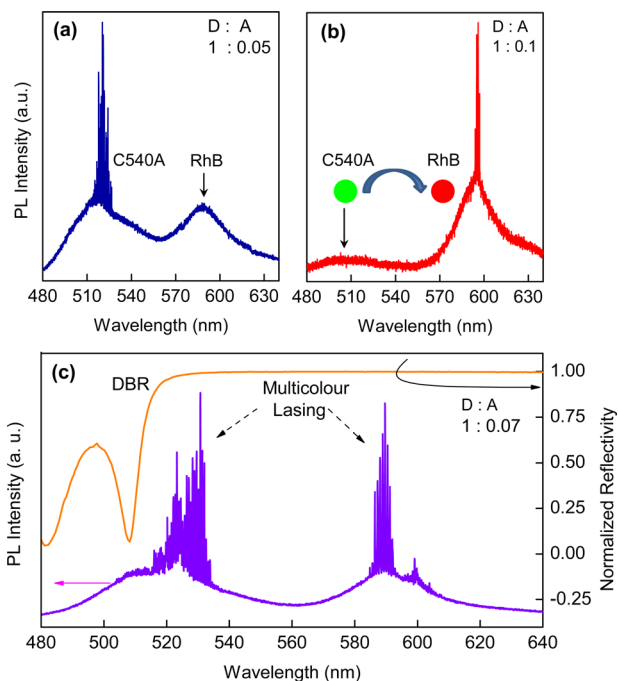 (a)
D : A
1 : 0.05
C540A
RhB
PL Intensity (a.u.)
480 510 540 570 600 630
Wavelength (nm)
(b)
D : A
1 : 0.1
C540A
RhB
480 510 540 570 600 630
Wavelength (nm)
(c)
DBR
Multicolour
Lasing
D : A
1 : 0.07
PL Intensity (a. u.)
1.00
0.75
0.50
0.25
0.00
-0.25
Normalized Reflectivity
480 500 520 540 560 580 600 620 640
Wavelength (nm)